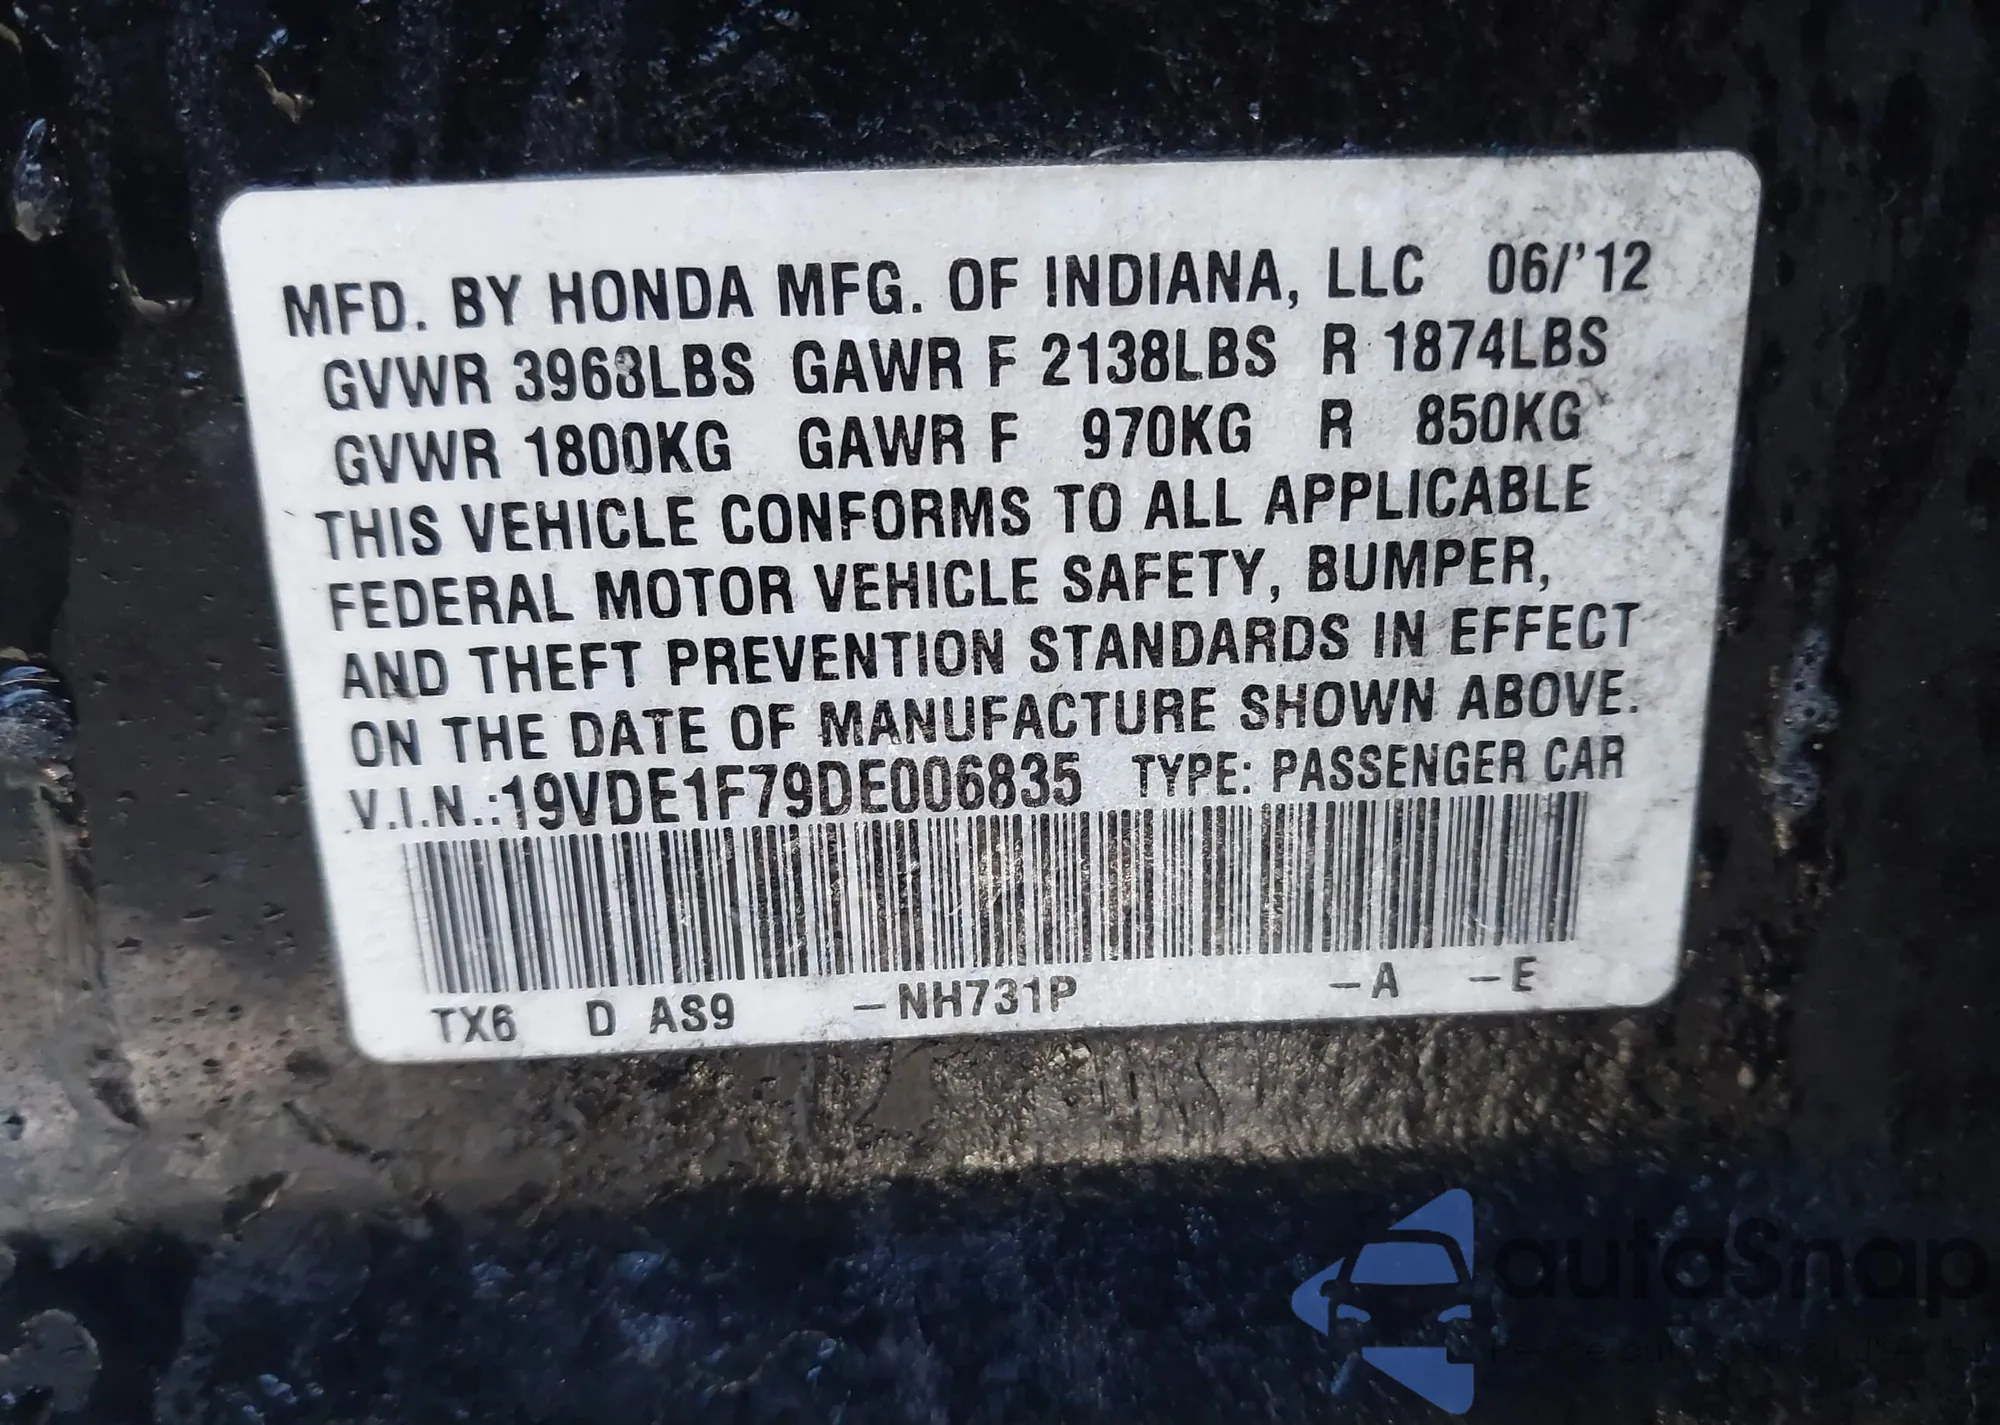 MFD. BY HONDA MFG. OF INDIANA, LLC 06/'12
GVWR 3968LBS GAWR F 2138LBS R 1874LBS
GVWR 1800KG GAWR F 970KG R 850KG
THIS VEHICLE CONFORMS TO ALL APPLICABLE
FEDERAL MOTOR VEHICLE SAFETY, BUMPER,
AND THEFT PREVENTION STANDARDS IN EFFECT
ON THE DATE OF MANUFACTURE SHOWN ABOVE.
V.I.N.:19VDE1F79DE006835 TYPE: PASSENGER CAR
TX6 D AS9 –NH731P –A –E
autoSnap